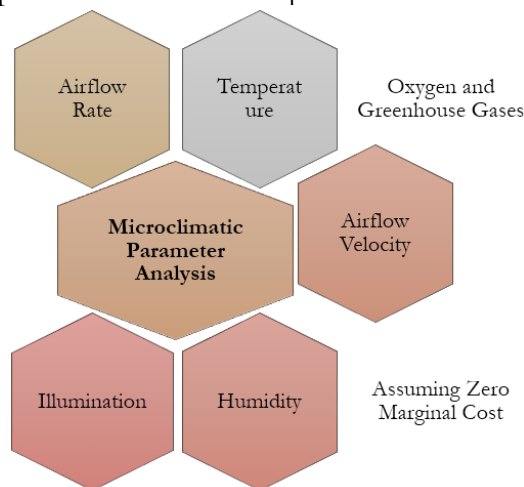 Airflow
Rate
Temperat
ure
Oxygen and
Greenhouse Gases
Microclimatic
Parameter
Analysis
Airflow
Velocity
Illumination
Humidity
Assuming Zero
Marginal Cost